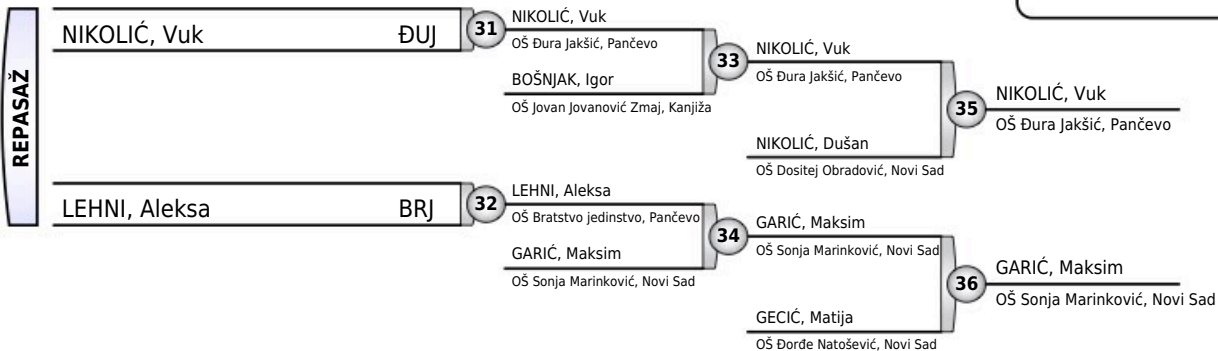 REPASAŽ
NIKOLIĆ, Vuk ĐUJ
31
NIKOLIĆ, Vuk
OŠ Đura Jakšić, Pančevo
BOŠNJAK, Igor
OŠ Jovan Jovanović Zmaj, Kanjiža
33
NIKOLIĆ, Vuk
OŠ Đura Jakšić, Pančevo
NIKOLIĆ, Dušan
OŠ Dositej Obradović, Novi Sad
35
NIKOLIĆ, Vuk
OŠ Đura Jakšić, Pančevo
LEHNI, Aleksa BRJ
32
LEHNI, Aleksa
OŠ Bratstvo jedinstvo, Pančevo
GARIĆ, Maksim
OŠ Sonja Marinković, Novi Sad
34
GARIĆ, Maksim
OŠ Sonja Marinković, Novi Sad
GECIĆ, Matija
OŠ Đorđe Natošević, Novi Sad
36
GARIĆ, Maksim
OŠ Sonja Marinković, Novi Sad